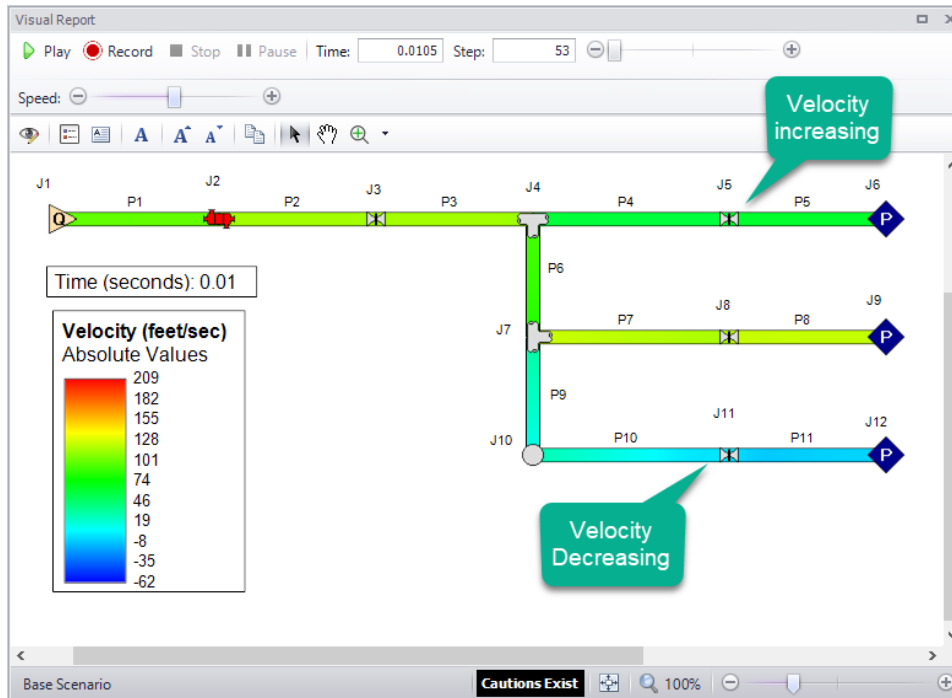 Visual Report
Play Record Stop Pause Time: 0.0105 Step: 53
Speed:
A A A
Velocity
increasing
J1 J2 J3 J4 J5 J6
P1 P2 P3 P4 P5
Q P
P6
Time (seconds): 0.01
J7 J8 J9
P7 P8
P
Velocity (feet/sec)
Absolute Values
209
182
155
128
101
74
46
19
-8
-35
-62
P9
J10 J11 J12
P10 P11
P
Velocity
Decreasing
Base Scenario Cautions Exist 100%